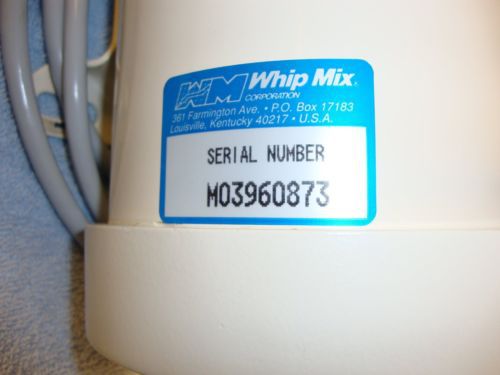 WM Whip Mix®
CORPORATION
361 Farmington Ave. • P.O. Box 17183
Louisville, Kentucky 40217 • U.S.A.
SERIAL NUMBER
M03960873